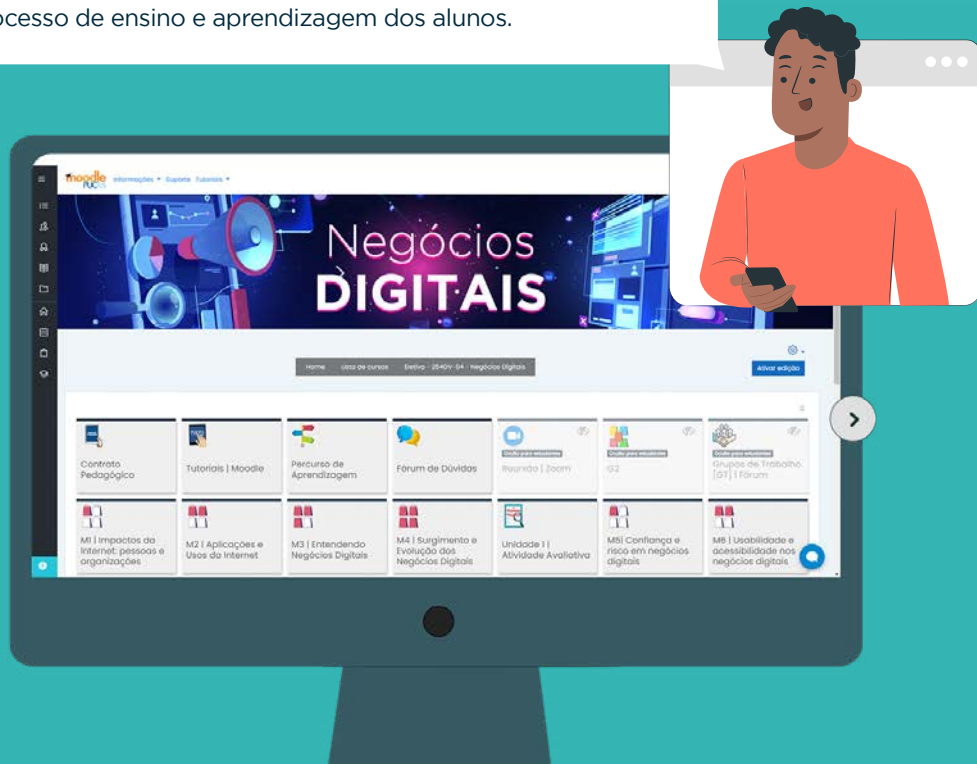 ocesso de ensino e aprendizagem dos alunos.
moodle
PUCRS
Informações Suporte Tutoriais
Negócios
DIGITAIS
Home Lista de cursos Eletiva - 2540V-04 - Negócios Digitais
Ativar edição
Contrato
Pedagógico
Tutoriais | Moodle
Percurso de
Aprendizagem
Fórum de Dúvidas
Oculto para estudantes
Reunião | Zoom
Oculto para estudantes
G2
Oculto para estudantes
Grupos de Trabalho
[GT] | Fórum
M1 | Impactos da
Internet: pessoas e
organizações
M2 | Aplicações e
Usos da Internet
M3 | Entendendo
Negócios Digitais
M4 | Surgimento e
Evolução dos
Negócios Digitais
Unidade 1 |
Atividade Avaliativa
M5| Confiança e
risco em negócios
digitais
M6 | Usabilidade e
acessibilidade nos
negócios digitais